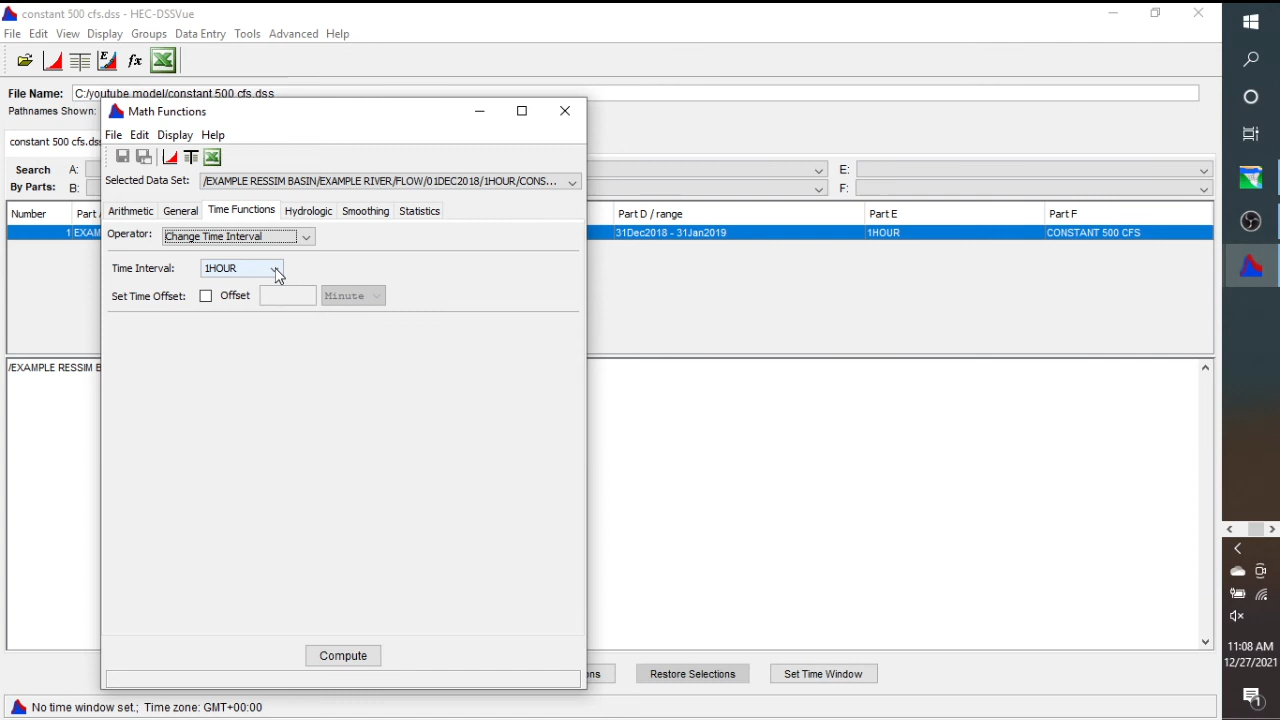 constant 500 cfs.dss - HEC-DSSVue
File Edit View Display Groups Data Entry Tools Advanced Help
fx
File Name: C:/youtube model/constant 500 cfs.dss
Pathnames Shown:
Math Functions
File Edit Display Help
constant 500 cfs.ds
Search A: E:
By Parts: B: F:
Selected Data Set: /EXAMPLE RESSIM BASIN/EXAMPLE RIVER/FLOW/01DEC2018/1HOUR/CONS...
Arithmetic General Time Functions Hydrologic Smoothing Statistics
Number Part Part D / range Part E Part F
1 EXAM 31Dec2018 - 31Jan2019 1HOUR CONSTANT 500 CFS
Operator: Change Time Interval
Time Interval: 1HOUR
Set Time Offset: Offset Minute
/EXAMPLE RESSIM B
Compute
ns Restore Selections Set Time Window
No time window set.; Time zone: GMT+00:00
11:08 AM
12/27/2021
1